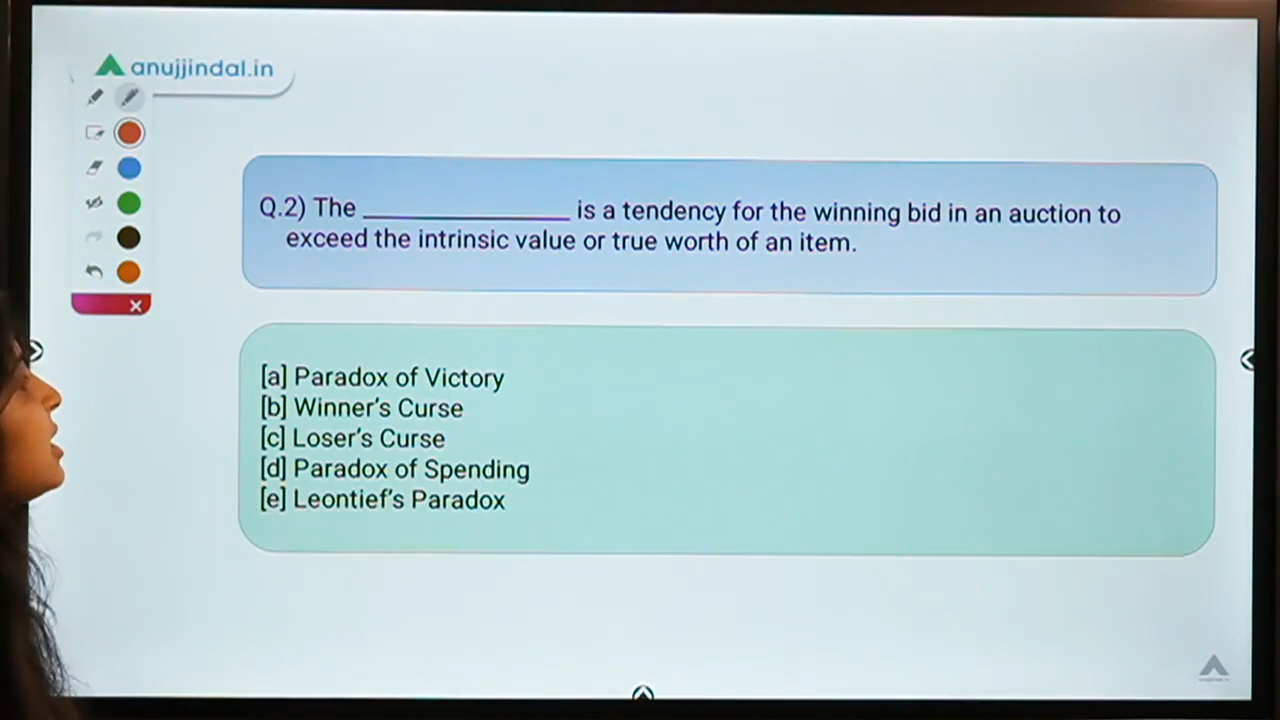 anujjindal.in
Q.2) The ________________ is a tendency for the winning bid in an auction to
exceed the intrinsic value or true worth of an item.
[a] Paradox of Victory
[b] Winner's Curse
[c] Loser's Curse
[d] Paradox of Spending
[e] Leontief's Paradox